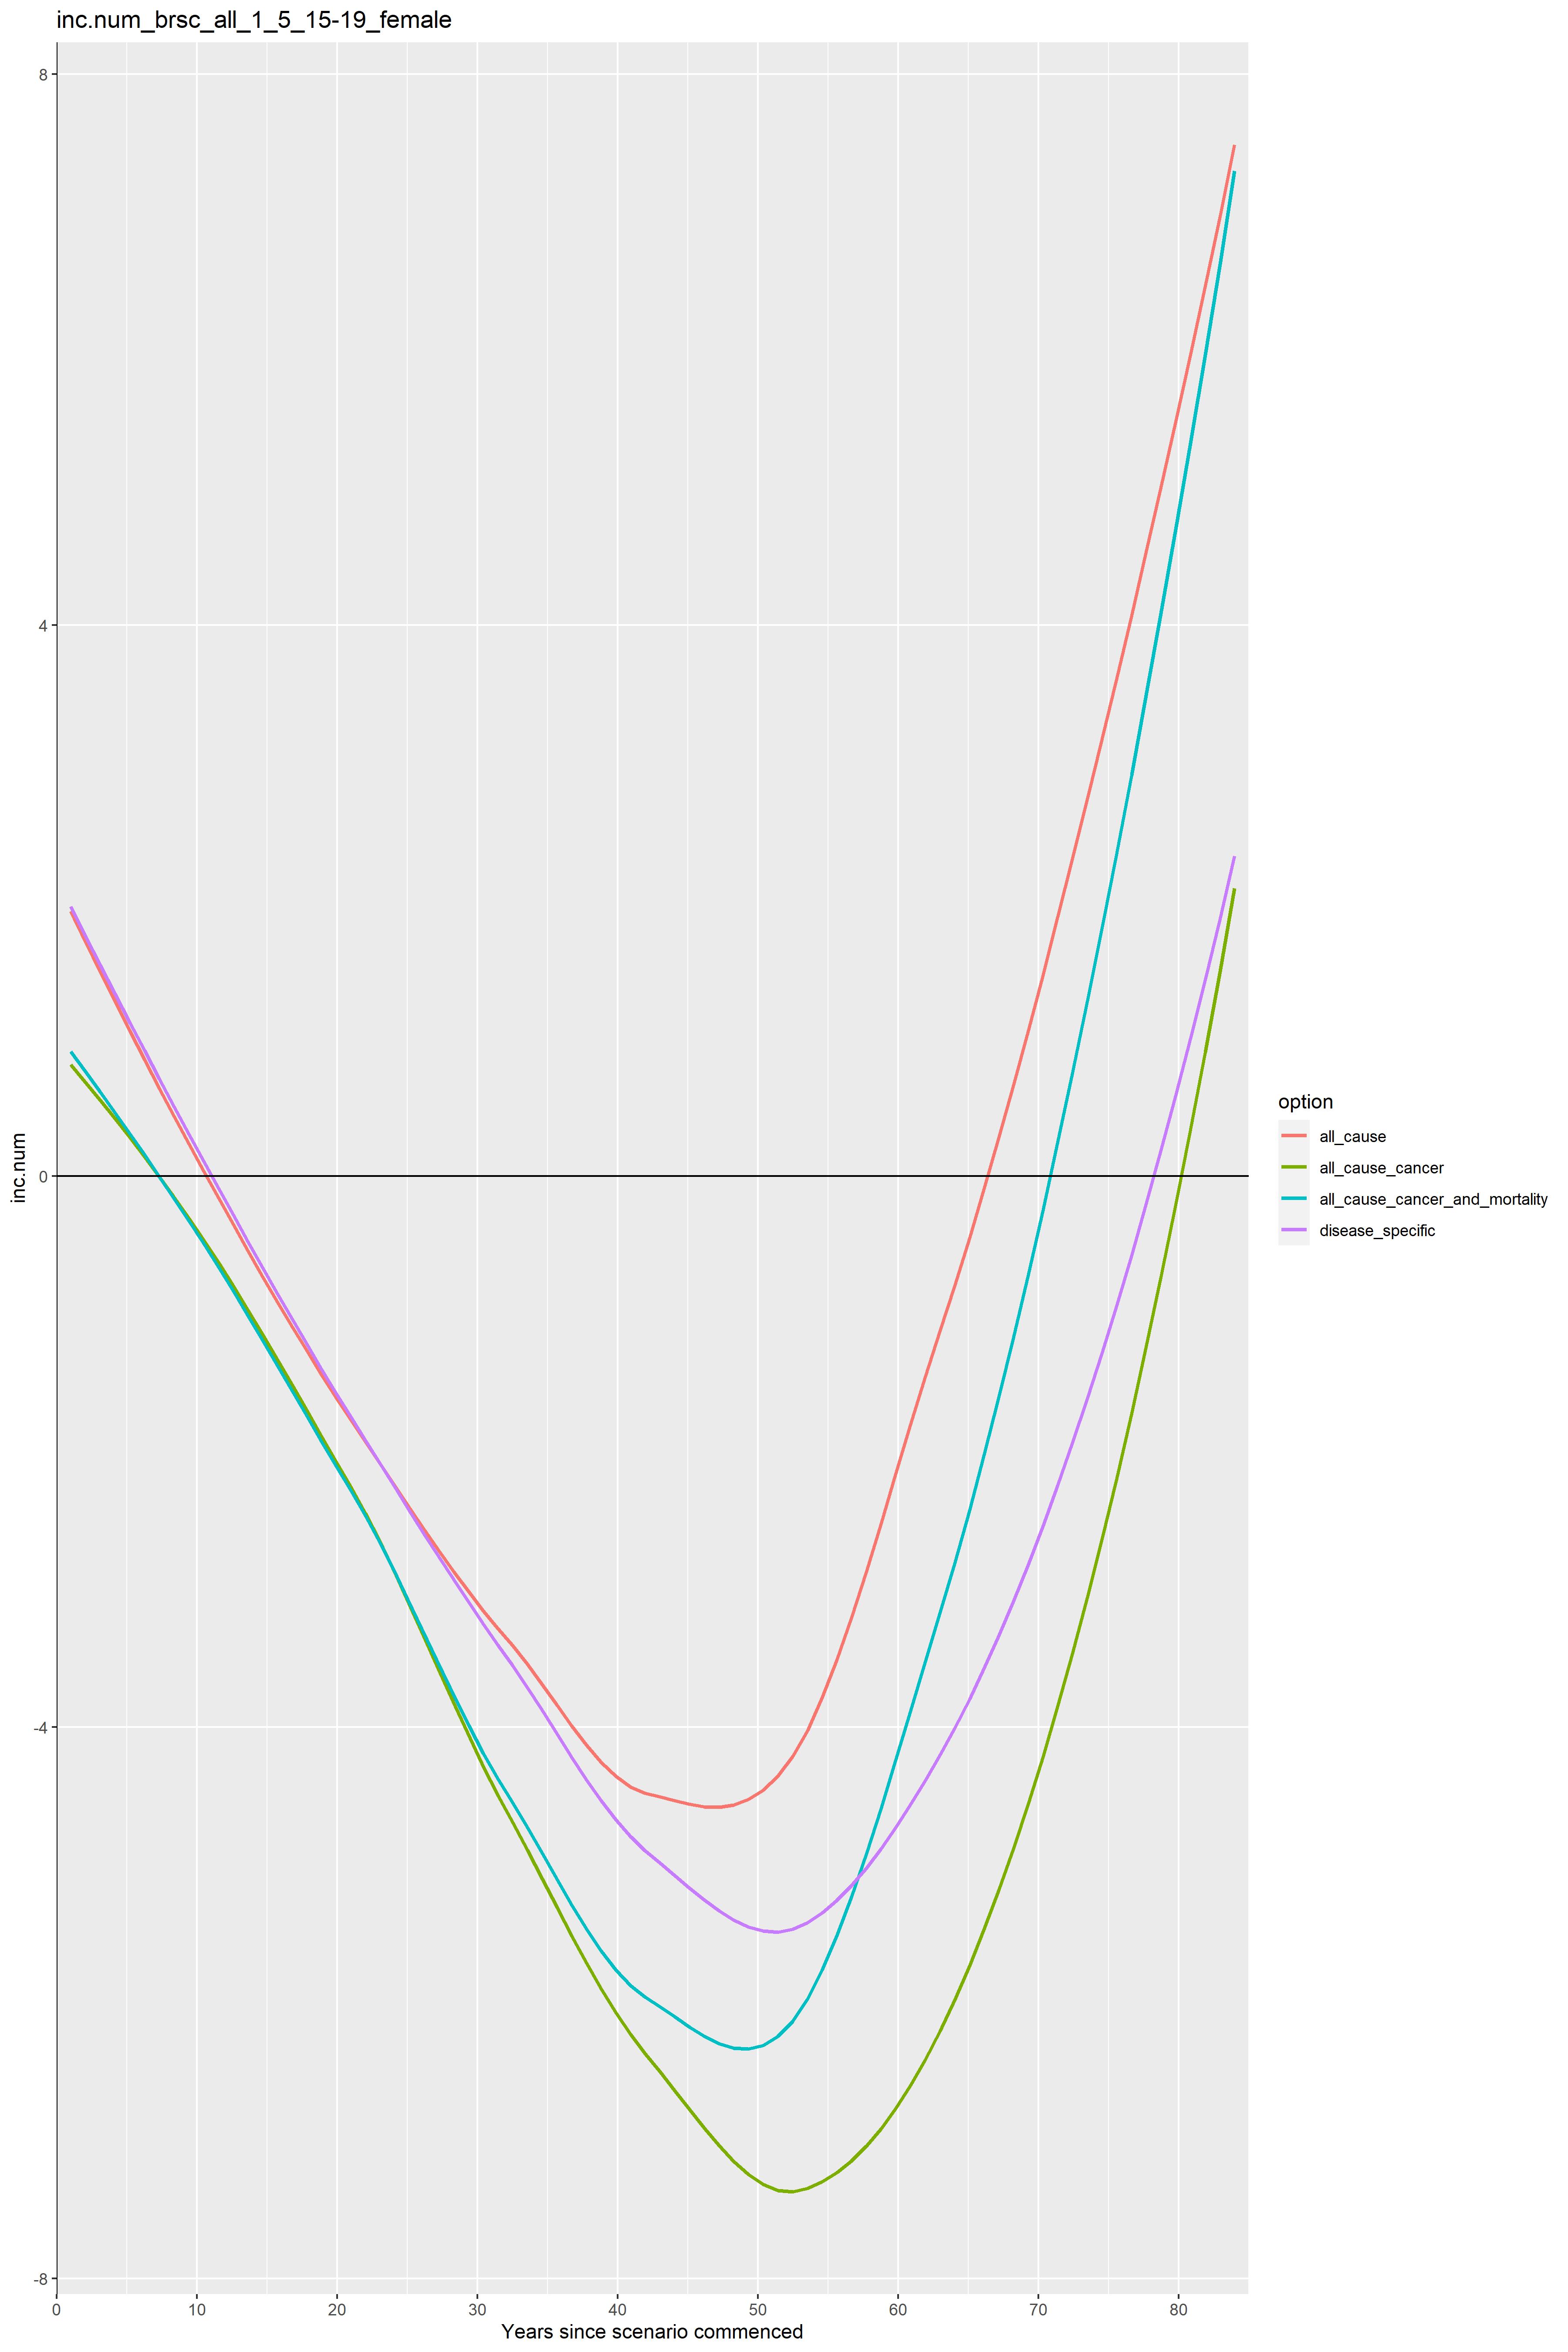 inc.num_brsc_all_1_5_15-19_female
8
4
0
-4
-8
inc.num
0 10 20 30 40 50 60 70 80
Years since scenario commenced
option
all_cause
all_cause_cancer
all_cause_cancer_and_mortality
disease_specific